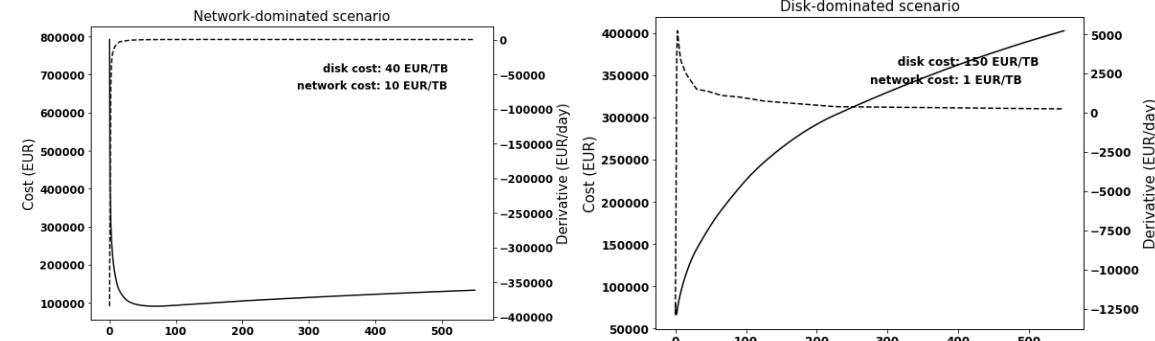 Network-dominated scenario
800000
700000
600000
500000
400000
300000
200000
100000
Cost (EUR)
0
−50000
−100000
−150000
−200000
−250000
−300000
−350000
−400000
Derivative (EUR/day)
disk cost: 40 EUR/TB
network cost: 10 EUR/TB
0 100 200 300 400 500
Disk-dominated scenario
400000
350000
300000
250000
200000
150000
100000
50000
Cost (EUR)
5000
2500
0
−2500
−5000
−7500
−10000
−12500
Derivative (EUR/day)
disk cost: 150 EUR/TB
network cost: 1 EUR/TB
0 100 200 300 400 500